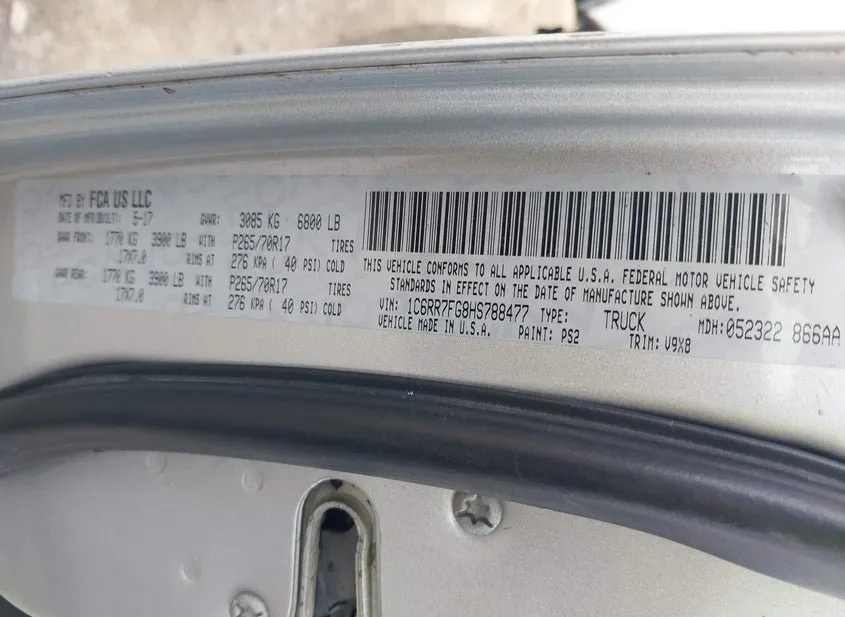 MFD BY FCA US LLC
DATE OF MFR(BUILT): 5-17 GVWR: 3085 KG 6800 LB
GAWR FRONT: 1770 KG 3900 LB WITH P265/70R17 TIRES
17X7.0 RIMS AT 276 KPA ( 40 PSI) COLD
GAWR REAR: 1770 KG 3900 LB WITH P265/70R17 TIRES
17X7.0 RIMS AT 276 KPA ( 40 PSI) COLD
THIS VEHICLE CONFORMS TO ALL APPLICABLE U.S.A. FEDERAL MOTOR VEHICLE SAFETY
STANDARDS IN EFFECT ON THE DATE OF MANUFACTURE SHOWN ABOVE.
VIN: 1C6RR7FG8HS788477 TYPE: TRUCK MDH: 052322 866AA
VEHICLE MADE IN U.S.A. PAINT: PS2 TRIM: V9X8